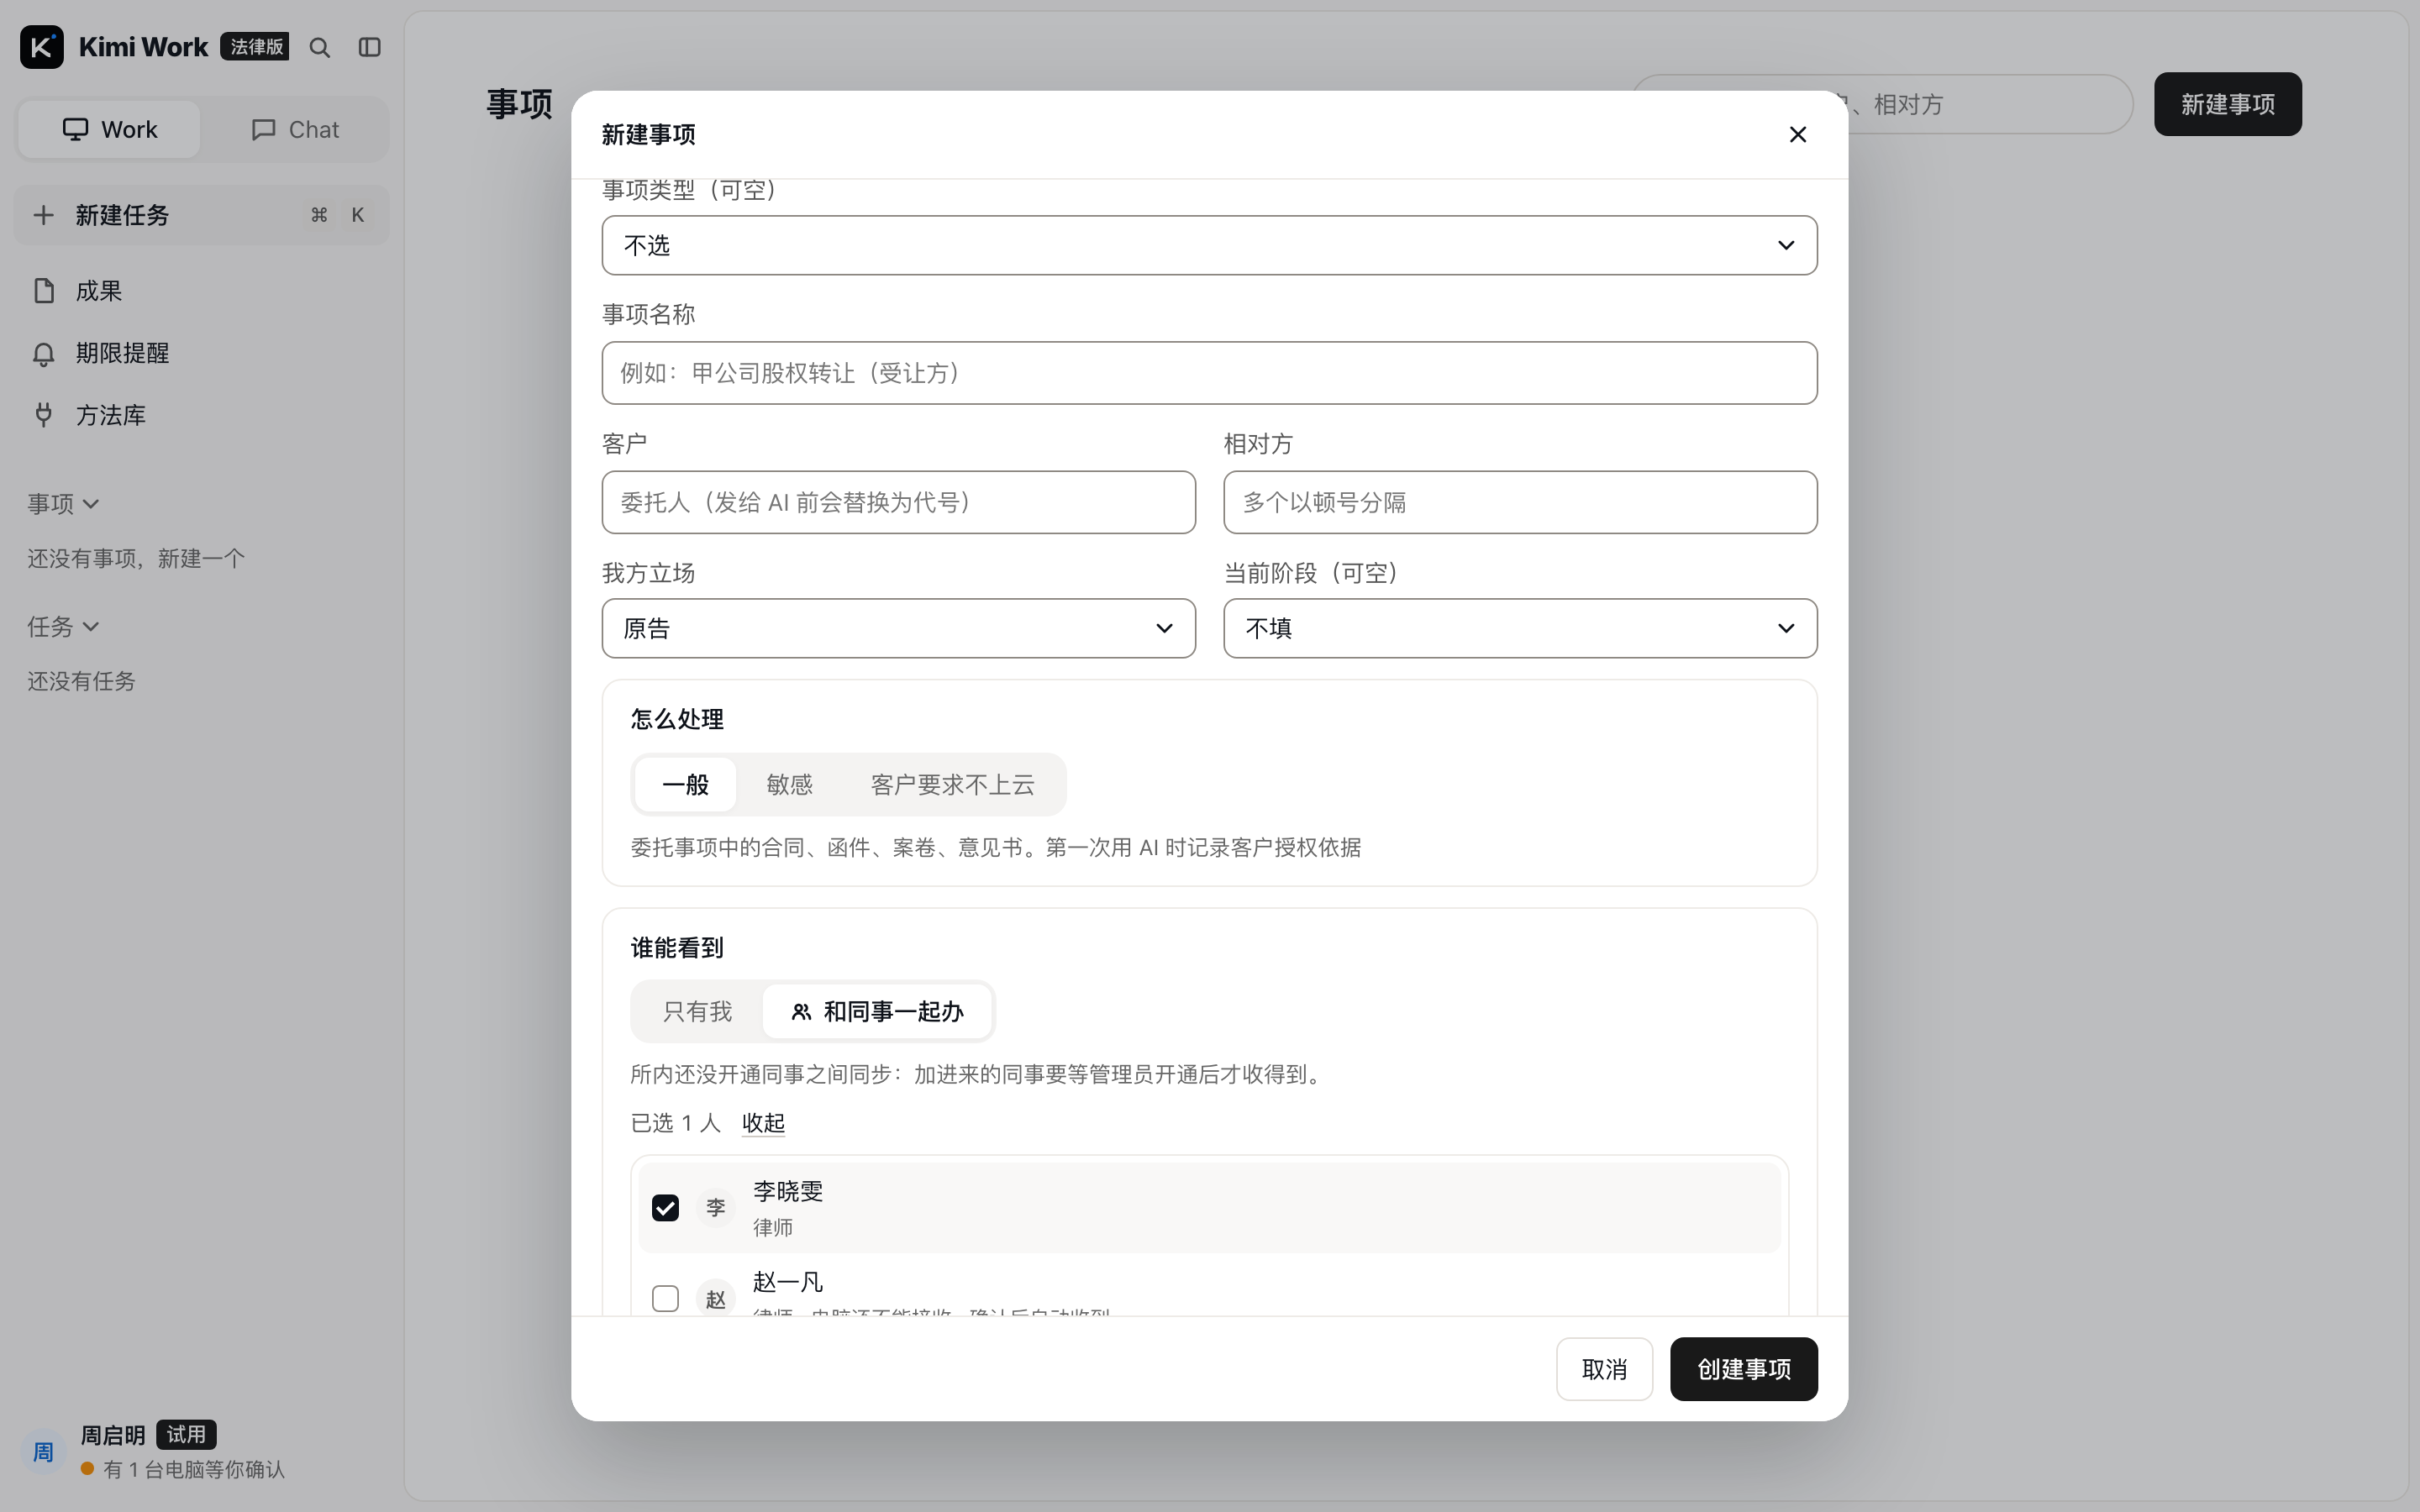 Kimi Work 法律版
Work
Chat
新建任务 ⌘ K
成果
期限提醒
方法库
事项
还没有事项，新建一个
任务
还没有任务
周
周启明 试用
有 1 台电脑等你确认
事项
、相对方
新建事项
新建事项
事项类型（可空）
不选
事项名称
例如：甲公司股权转让（受让方）
客户
相对方
委托人（发给 AI 前会替换为代号）
多个以顿号分隔
我方立场
当前阶段（可空）
原告
不填
怎么处理
一般
敏感
客户要求不上云
委托事项中的合同、函件、案卷、意见书。第一次用 AI 时记录客户授权依据
谁能看到
只有我
和同事一起办
所内还没开通同事之间同步：加进来的同事要等管理员开通后才收得到。
已选 1 人 收起
李
李晓雯
律师
赵
赵一凡
取消
创建事项